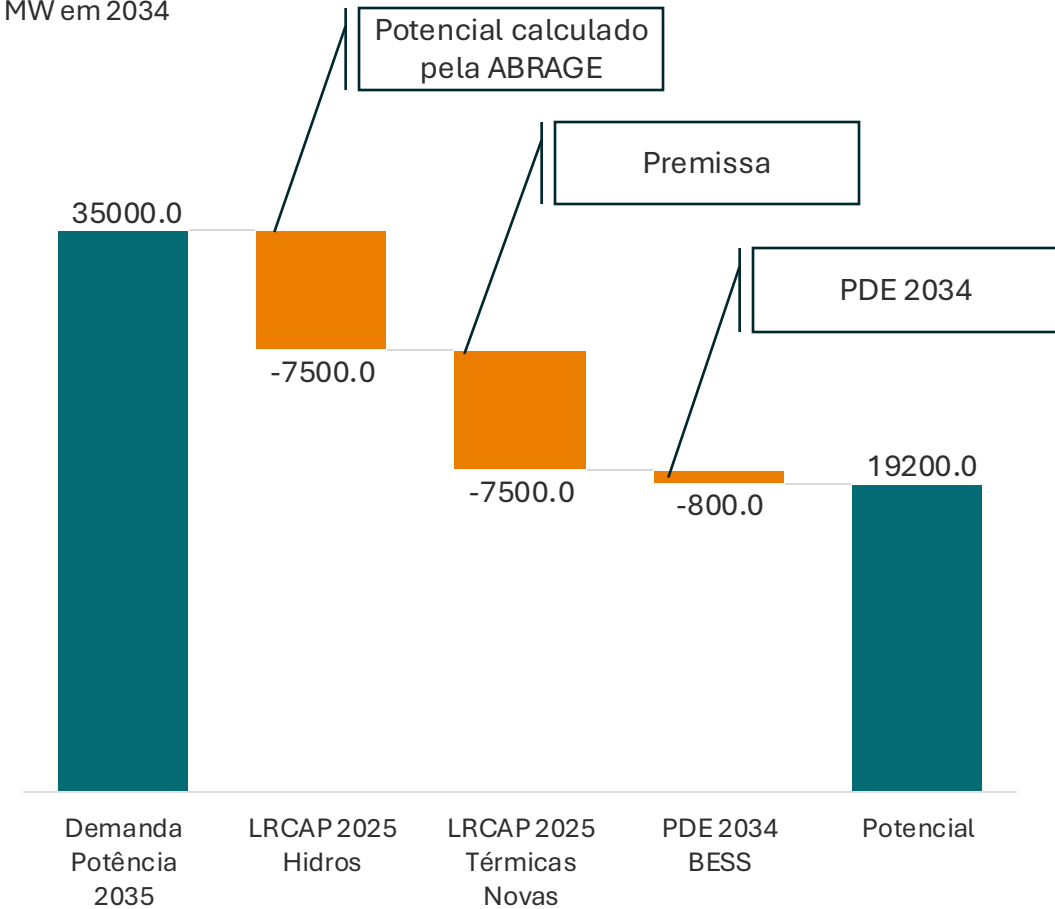 MW em 2034
Potencial calculado
pela ABRAGE
Premissa
PDE 2034
35000.0
-7500.0
-7500.0
-800.0
19200.0
Demanda
Potência
2035
LRCAP 2025
Hidros
LRCAP 2025
Térmicas
Novas
PDE 2034
BESS
Potencial